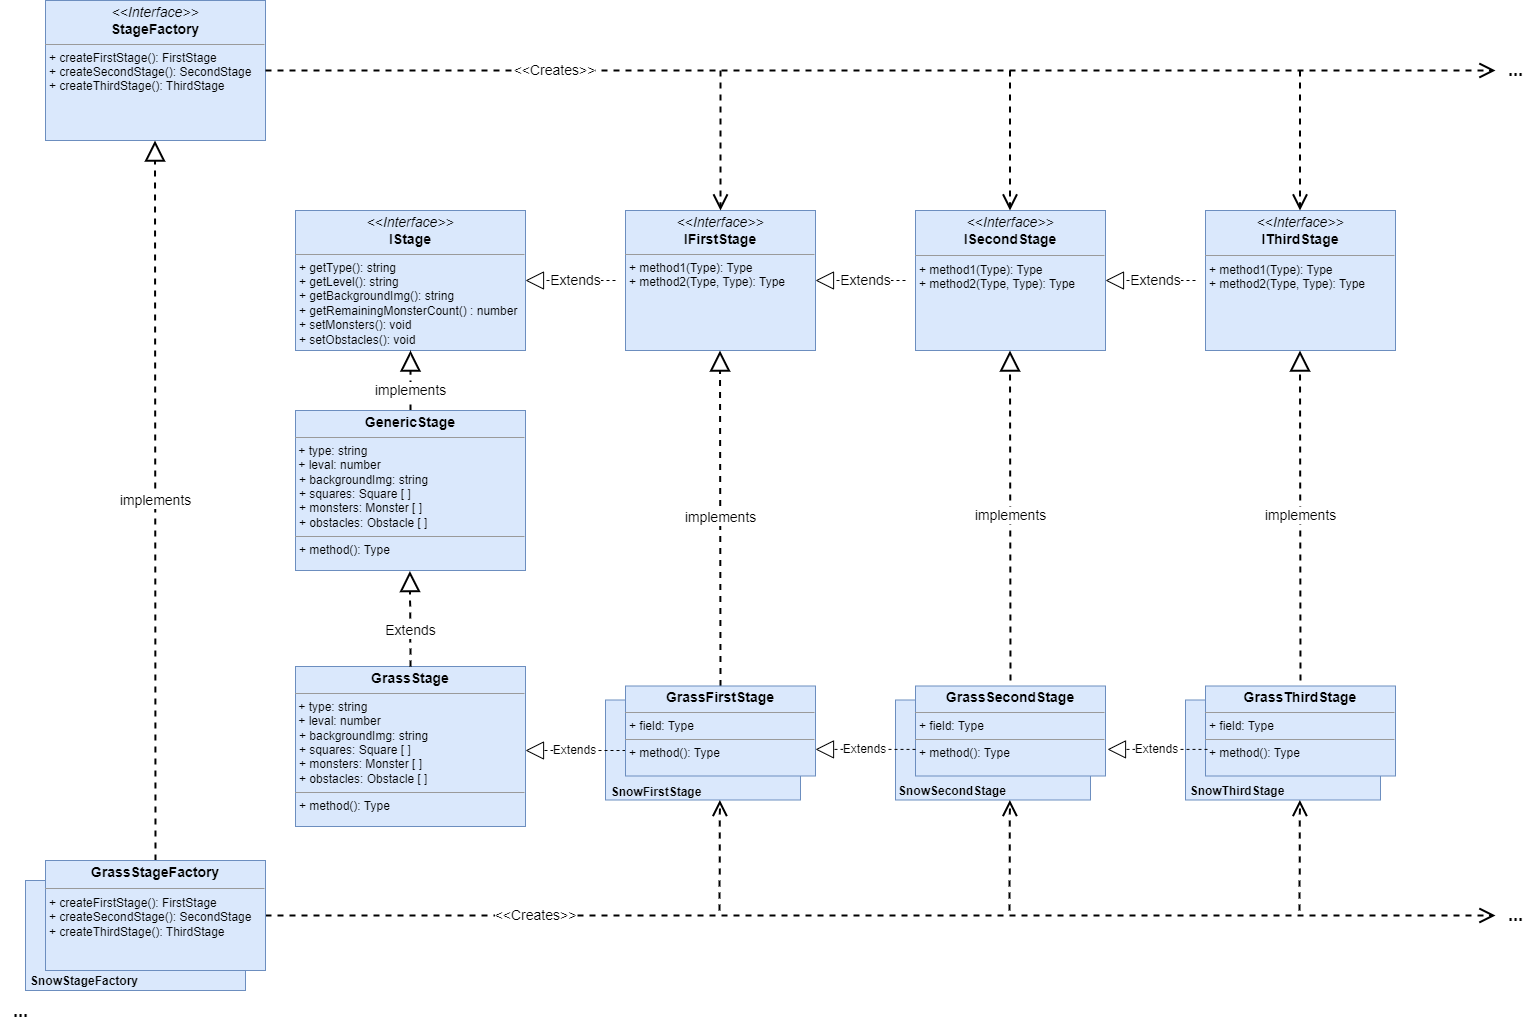 <<Interface>>
StageFactory
+ createFirstStage(): FirstStage
+ createSecondStage(): SecondStage
+ createThirdStage(): ThirdStage
<<Creates>>
...
<<Interface>>
IStage
+ getType(): string
+ getLevel(): string
+ getBackgroundImg(): string
+ getRemainingMonsterCount() : number
+ setMonsters(): void
+ setObstacles(): void
Extends
<<Interface>>
IFirstStage
+ method1(Type): Type
+ method2(Type, Type): Type
Extends
<<Interface>>
ISecondStage
+ method1(Type): Type
+ method2(Type, Type): Type
Extends
<<Interface>>
IThirdStage
+ method1(Type): Type
+ method2(Type, Type): Type
implements
GenericStage
+ type: string
+ leval: number
+ backgroundImg: string
+ squares: Square [ ]
+ monsters: Monster [ ]
+ obstacles: Obstacle [ ]
+ method(): Type
implements
implements
implements
implements
Extends
GrassStage
+ type: string
+ leval: number
+ backgroundImg: string
+ squares: Square [ ]
+ monsters: Monster [ ]
+ obstacles: Obstacle [ ]
+ method(): Type
Extends
GrassFirstStage
+ field: Type
+ method(): Type
SnowFirstStage
Extends
GrassSecondStage
+ field: Type
+ method(): Type
SnowSecondStage
Extends
GrassThirdStage
+ field: Type
+ method(): Type
SnowThirdStage
GrassStageFactory
+ createFirstStage(): FirstStage
+ createSecondStage(): SecondStage
+ createThirdStage(): ThirdStage
SnowStageFactory
<<Creates>>
...
...